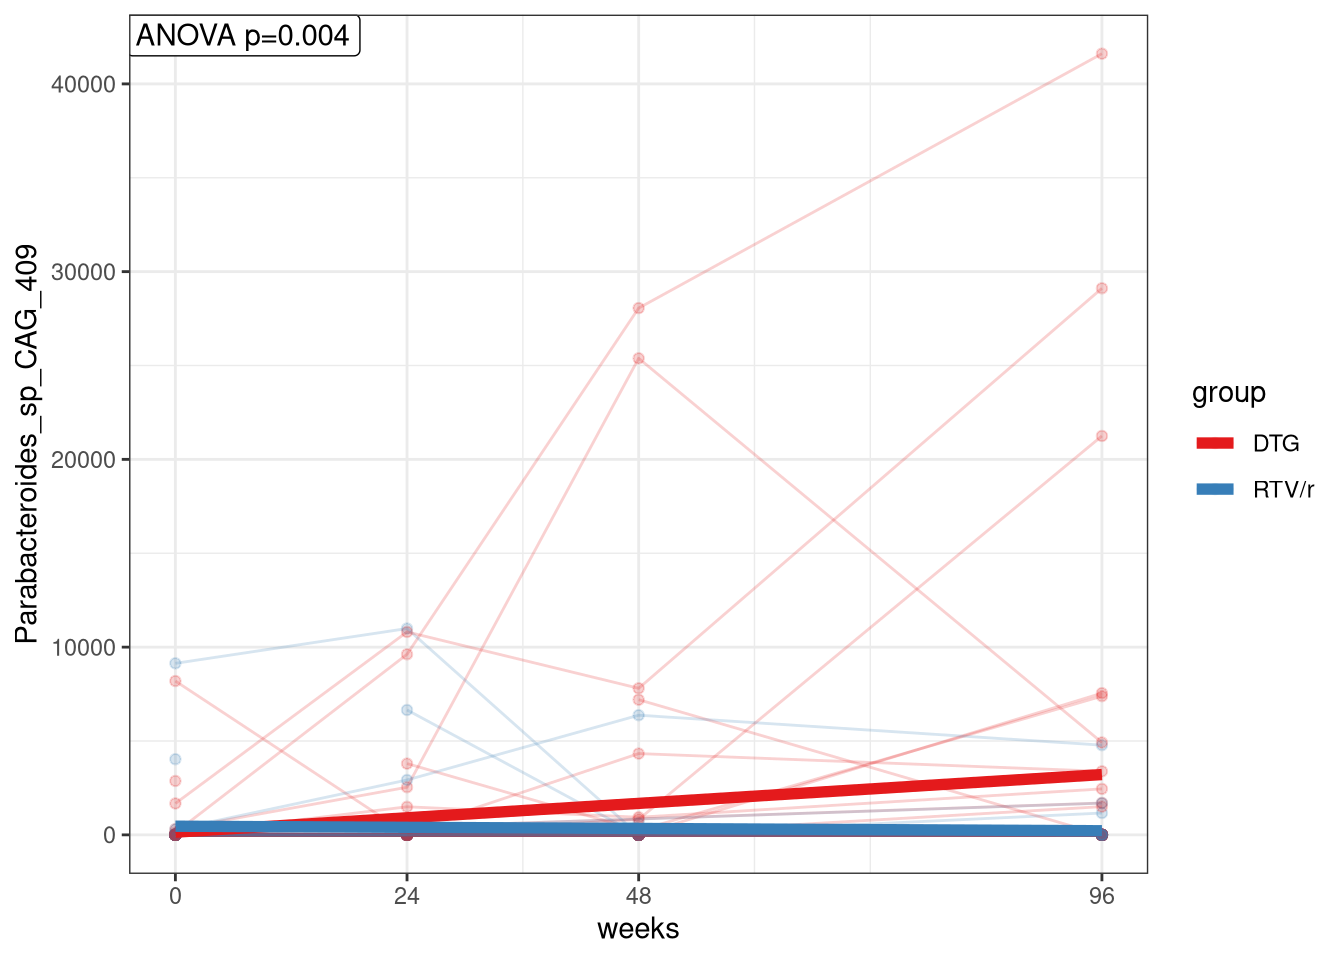 ANOVA p=0.004
Parabacteroides_sp_CAG_409
40000
30000
20000
10000
0
0 24 48 96
weeks
group
DTG
RTV/r